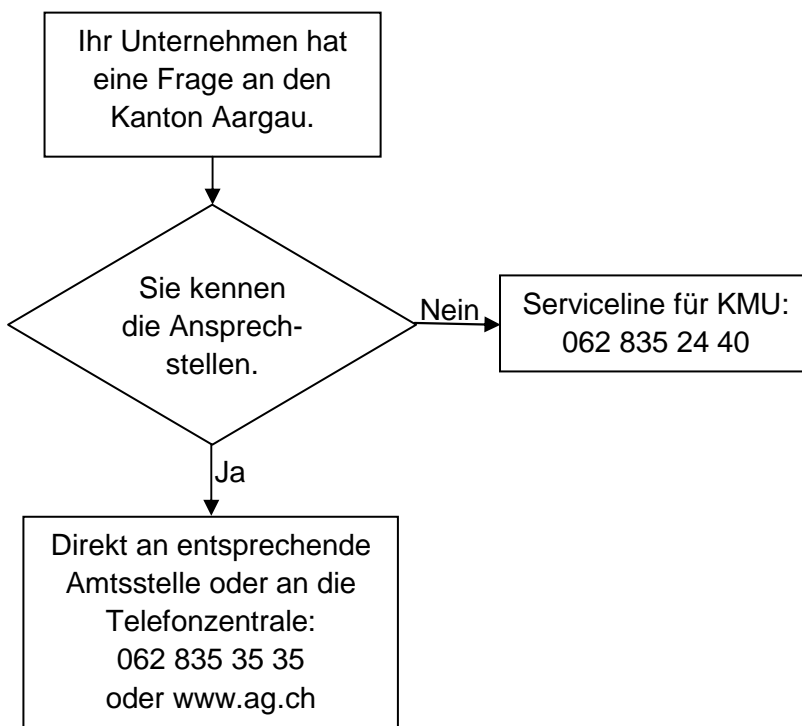 Ihr Unternehmen hat
eine Frage an den
Kanton Aargau.
Sie kennen
die Ansprech-
stellen.
Nein
Serviceline für KMU:
062 835 24 40
Ja
Direkt an entsprechende
Amtsstelle oder an die
Telefonzentrale:
062 835 35 35
oder www.ag.ch